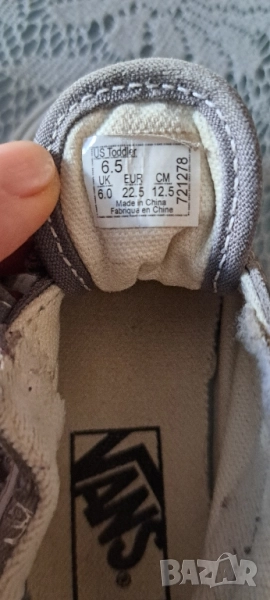 US Toddler
6.5
UK EUR CM
6.0 22.5 12.5
Made in China
Fabriqué en Chine
721278
VANS
®
bazar.bg